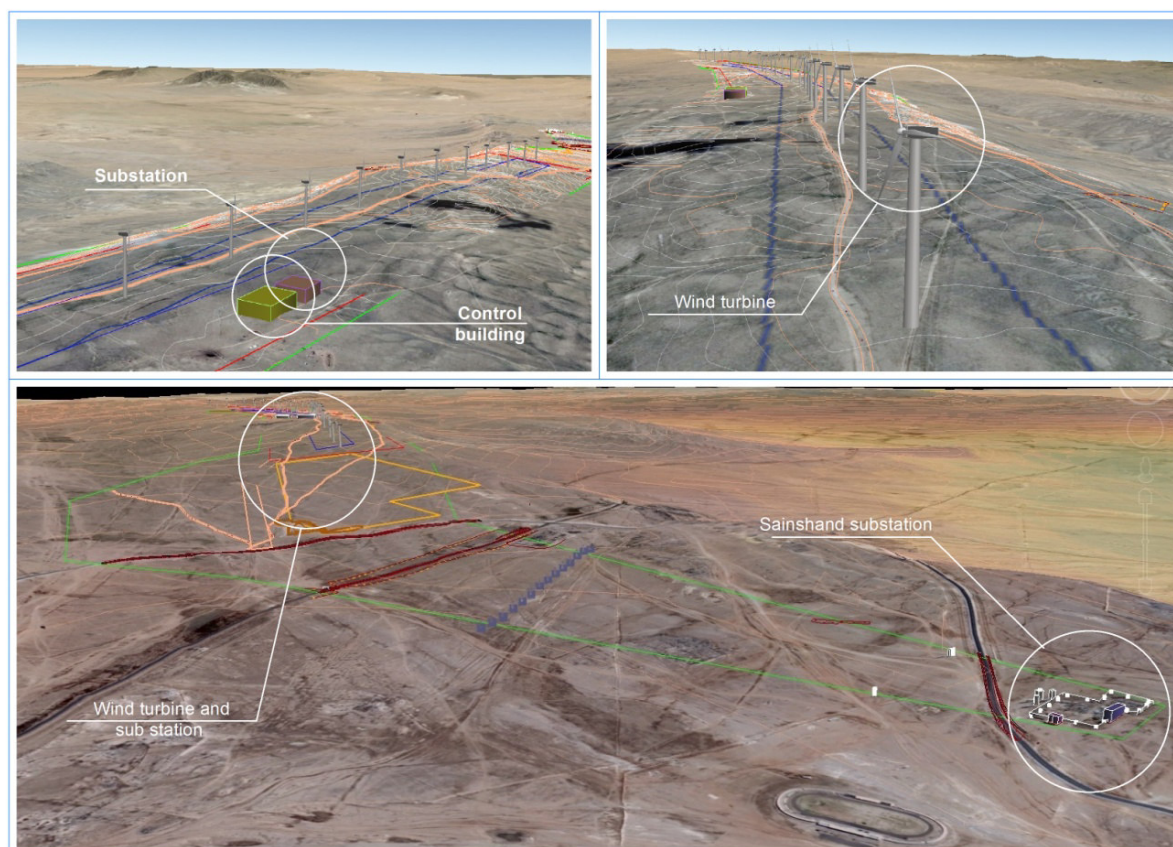 Substation
Control
building
Wind turbine
Sainshand substation
Wind turbine and
sub station